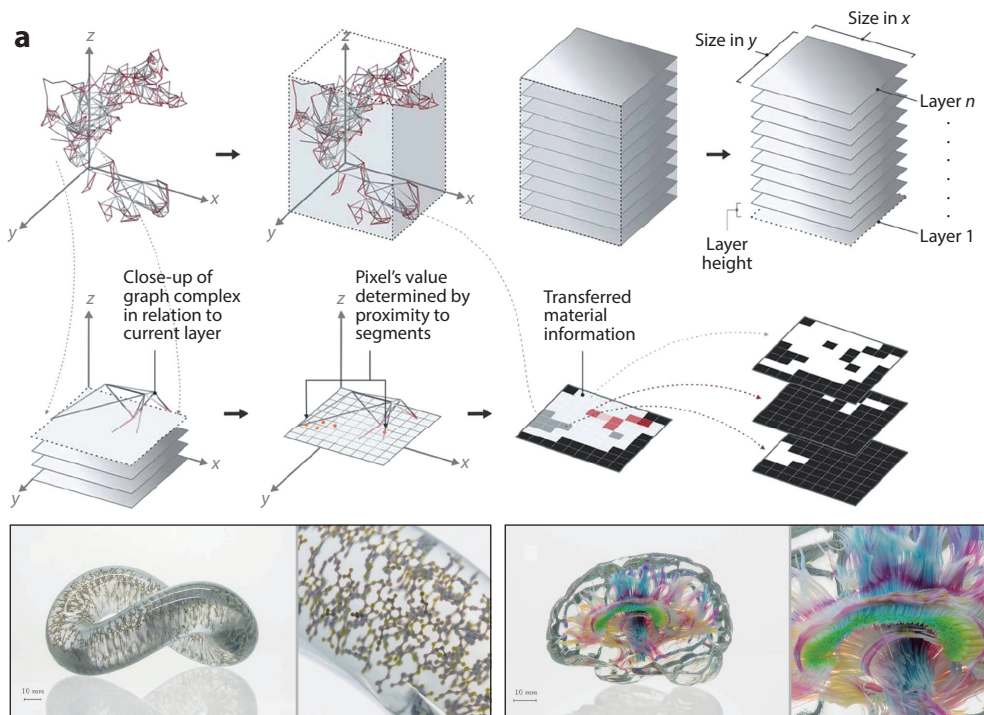 a
z
x
y
z
x
y
Size in y
Size in x
Layer n
Layer 1
Layer
height
Close-up of
graph complex
in relation to
current layer
z
x
y
Pixel's value
determined by
proximity to
segments
z
x
y
Transferred
material
information
10 mm
10 mm